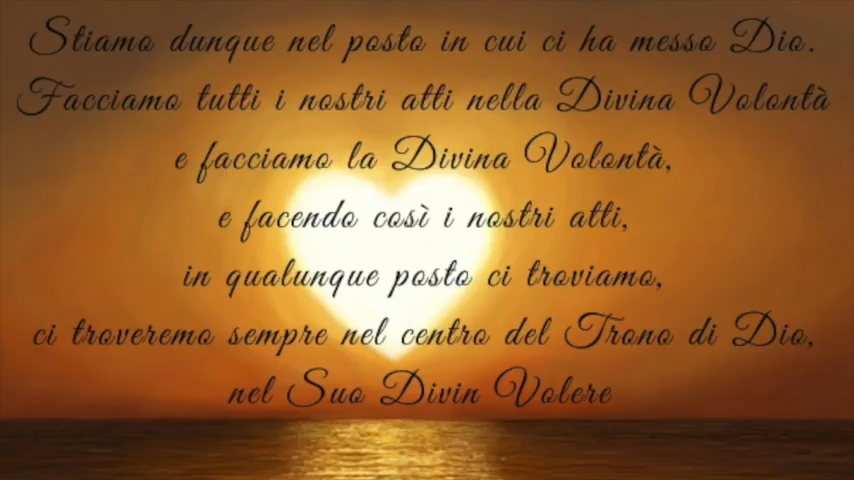 Stiamo dunque nel posto in cui ci ha messo Dio.
Facciamo tutti i nostri atti nella Divina Volontà
e facciamo la Divina Volontà,
e facendo così i nostri atti,
in qualunque posto ci troviamo,
ci troveremo sempre nel centro del Trono di Dio,
nel Suo Divin Volere